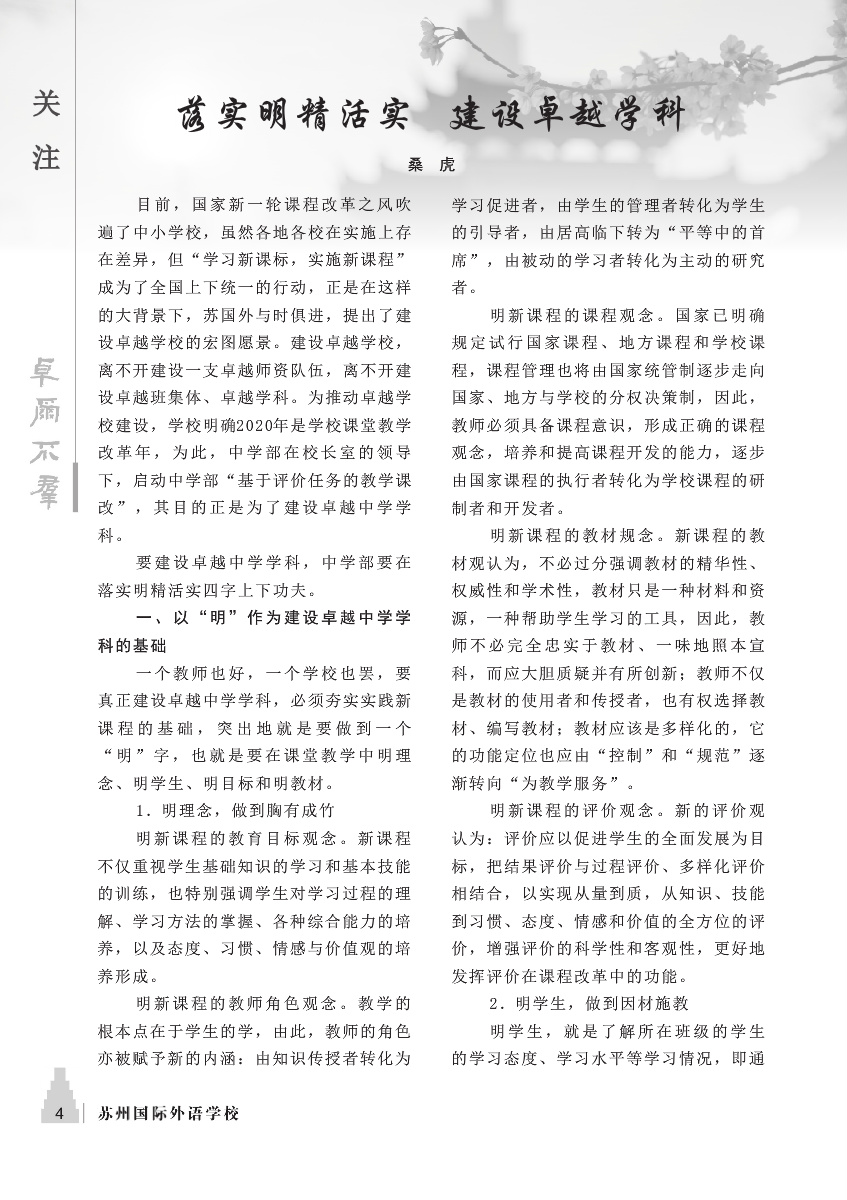 关
注
落实明精活实 建设卓越学科
桑 虎
目前，国家新一轮课程改革之风吹
遍了中小学校，虽然各地各校在实施上存
在差异，但“学习新课标，实施新课程”
成为了全国上下统一的行动，正是在这样
的大背景下，苏国外与时俱进，提出了建
设卓越学校的宏图愿景。建设卓越学校，
离不开建设一支卓越师资队伍，离不开建
设卓越班集体、卓越学科。为推动卓越学
校建设，学校明确2020年是学校课堂教学
改革年，为此，中学部在校长室的领导
下，启动中学部“基于评价任务的教学课
改”，其目的正是为了建设卓越中学学
科。
要建设卓越中学学科，中学部要在
落实明精活实四字上下功夫。
一、以“明”作为建设卓越中学学
科的基础
一个教师也好，一个学校也罢，要
真正建设卓越中学学科，必须夯实实践新
课程的基础，突出地就是要做到一个
“明”字，也就是要在课堂教学中明理
念、明学生、明目标和明教材。
1．明理念，做到胸有成竹
明新课程的教育目标观念。新课程
不仅重视学生基础知识的学习和基本技能
的训练，也特别强调学生对学习过程的理
解、学习方法的掌握、各种综合能力的培
养，以及态度、习惯、情感与价值观的培
养形成。
明新课程的教师角色观念。教学的
根本点在于学生的学，由此，教师的角色
亦被赋予新的内涵：由知识传授者转化为
学习促进者，由学生的管理者转化为学生
的引导者，由居高临下转为“平等中的首
席”，由被动的学习者转化为主动的研究
者。
明新课程的课程观念。国家已明确
规定试行国家课程、地方课程和学校课
程，课程管理也将由国家统管制逐步走向
国家、地方与学校的分权决策制，因此，
教师必须具备课程意识，形成正确的课程
观念，培养和提高课程开发的能力，逐步
由国家课程的执行者转化为学校课程的研
制者和开发者。
明新课程的教材规念。新课程的教
材观认为，不必过分强调教材的精华性、
权威性和学术性，教材只是一种材料和资
源，一种帮助学生学习的工具，因此，教
师不必完全忠实于教材、一味地照本宣
科，而应大胆质疑并有所创新；教师不仅
是教材的使用者和传授者，也有权选择教
材、编写教材；教材应该是多样化的，它
的功能定位也应由“控制”和“规范”逐
渐转向“为教学服务”。
明新课程的评价观念。新的评价观
认为：评价应以促进学生的全面发展为目
标，把结果评价与过程评价、多样化评价
相结合，以实现从量到质，从知识、技能
到习惯、态度、情感和价值的全方位的评
价，增强评价的科学性和客观性，更好地
发挥评价在课程改革中的功能。
2．明学生，做到因材施教
明学生，就是了解所在班级的学生
的学习态度、学习水平等学习情况，即通
卓
爾
不
羣
4
苏州国际外语学校